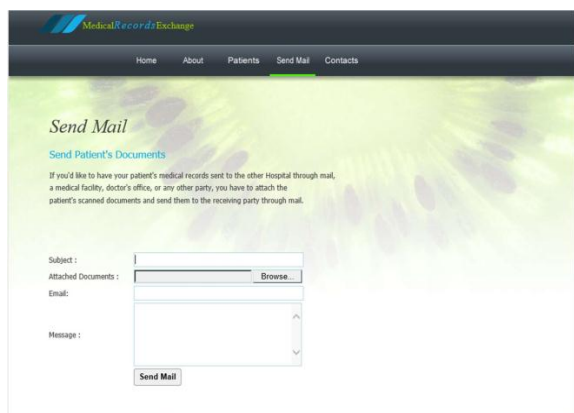 MedicalRecordsExchange
Home About Patients Send Mail Contacts
Send Mail
Send Patient's Documents
If you'd like to have your patient's medical records sent to the other Hospital through mail,
a medical facility, doctor's office, or any other party, you have to attach the
patient's scanned documents and send them to the receiving party through mail.
Subject :
Attached Documents : Browse...
Email:
Message :
Send Mail